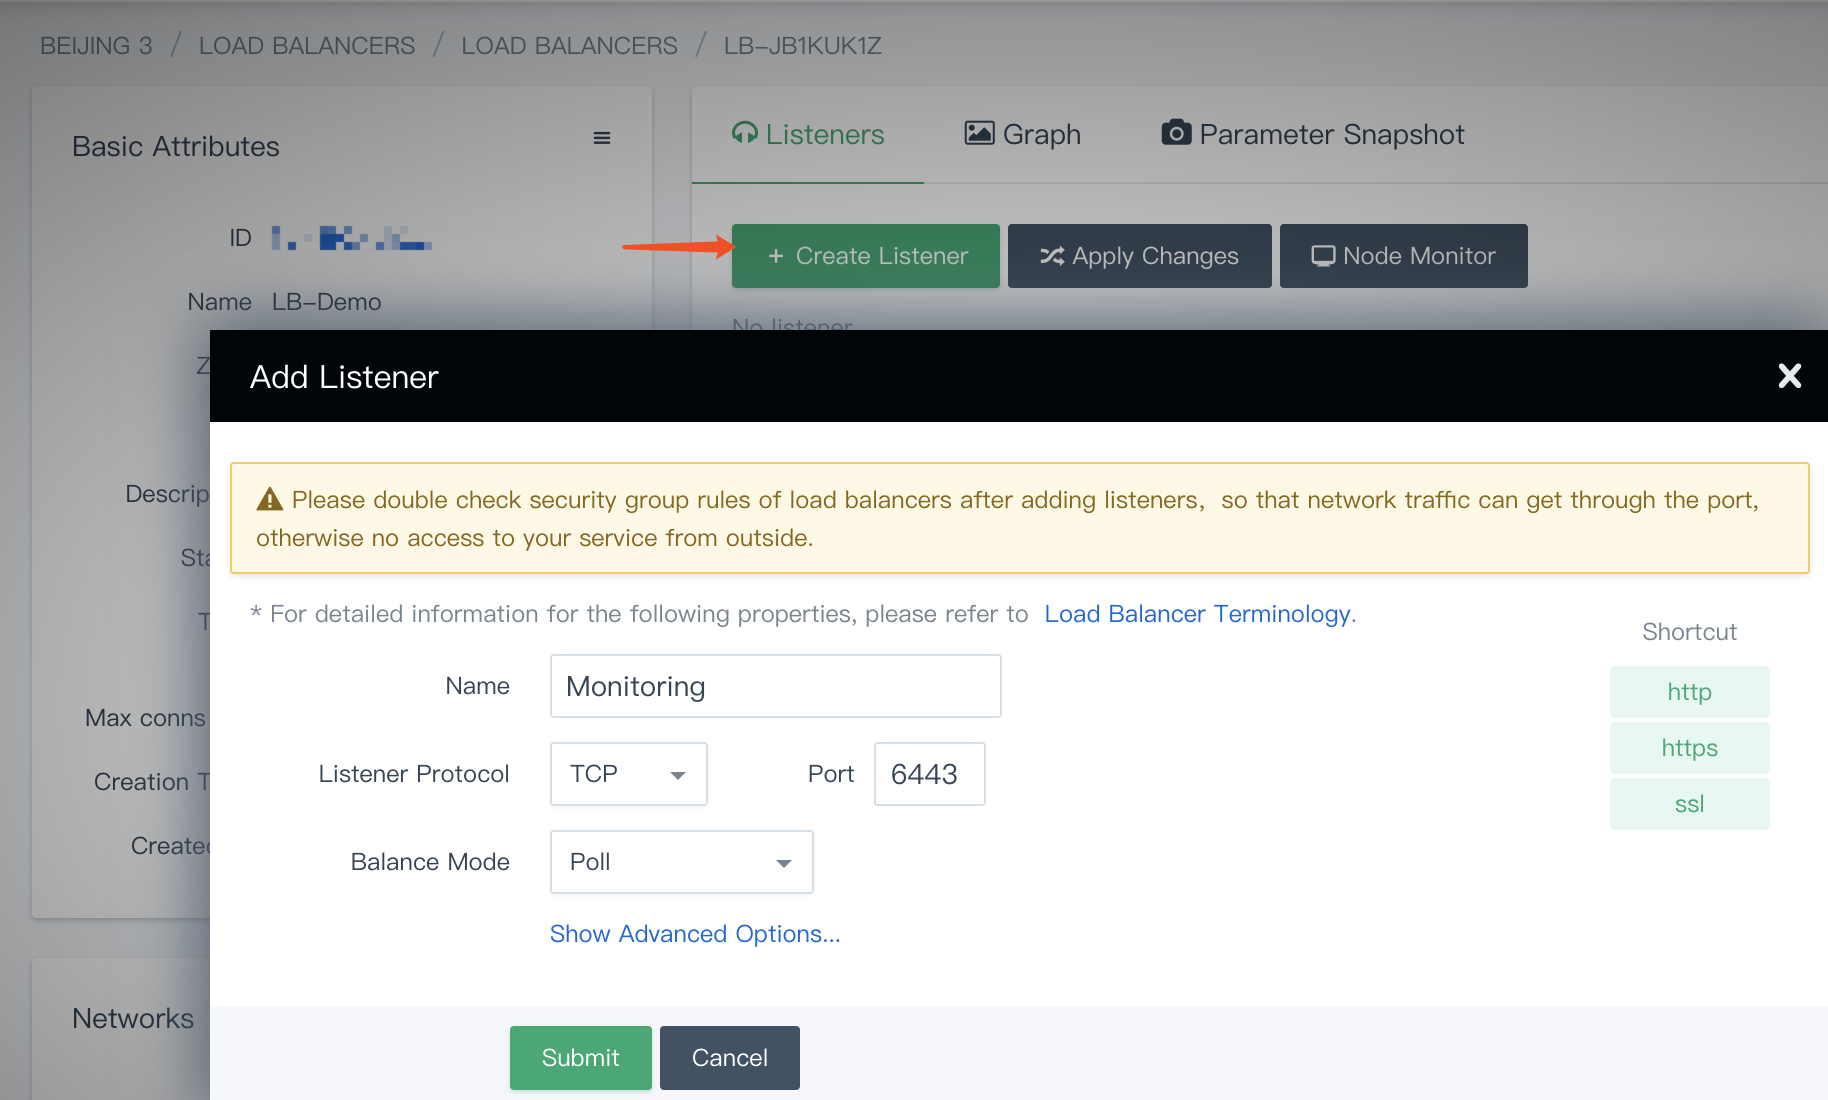 BEIJING 3 / LOAD BALANCERS / LOAD BALANCERS / LB-JB1KUK1Z
Basic Attributes
ID
Name LB-Demo
Descrip
Max conns
Creation T
Created
Networks
Listeners Graph Parameter Snapshot
+ Create Listener Apply Changes Node Monitor
No listener
Add Listener
Please double check security group rules of load balancers after adding listeners, so that network traffic can get through the port,
otherwise no access to your service from outside.
* For detailed information for the following properties, please refer to Load Balancer Terminology.
Name Monitoring
Listener Protocol TCP Port 6443
Balance Mode Poll
Show Advanced Options...
Shortcut
http
https
ssl
Submit Cancel